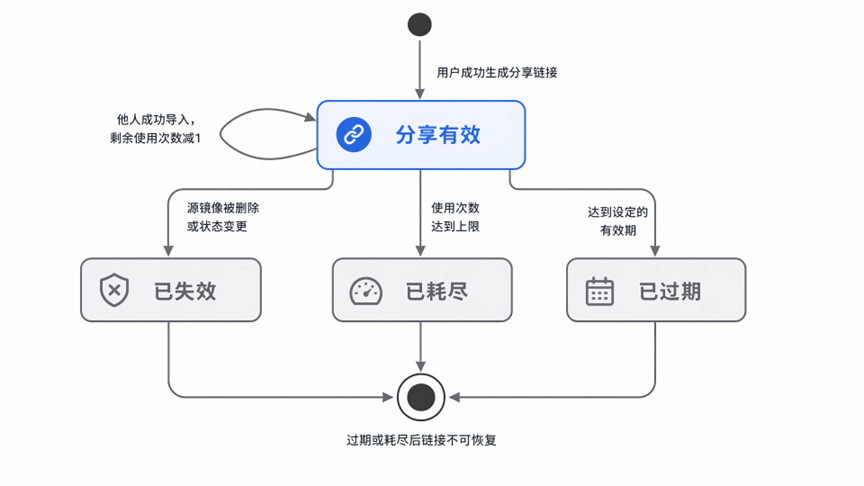 用户成功生成分享链接
他人成功导入，
剩余使用次数减1
分享有效
源镜像被删除
或状态变更
使用次数
达到上限
达到设定的
有效期
已失效
已耗尽
已过期
过期或耗尽后链接不可恢复